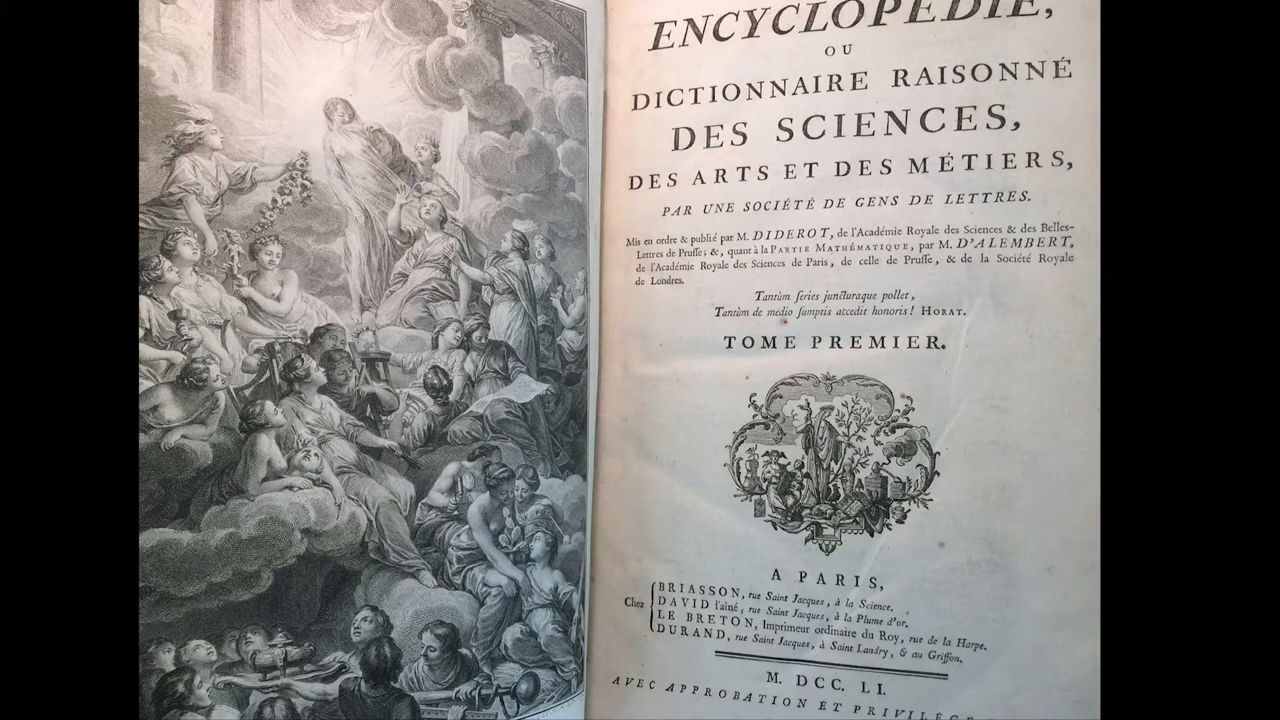 ENCYCLOPÉDIE,
OU
DICTIONNAIRE RAISONNÉ
DES SCIENCES,
DES ARTS ET DES MÉTIERS,
PAR UNE SOCIÉTÉ DE GENS DE LETTRES.
Mis en ordre & publié par M. DIDEROT, de l'Académie Royale des Sciences & des Belles-
Lettres de Pruſſe; &, quant à la PARTIE MATHÉMATIQUE, par M. D'ALEMBERT,
de l'Académie Royale des Sciences de Paris, de celle de Pruſſe, & de la Société Royale
de Londres.
Tantùm ſeries juncturaque pollet,
Tantùm de medio ſumptis accedit honoris! HORAT.
TOME PREMIER.
A PARIS,
Chez
BRIASSON, rue Saint Jacques, à la Science.
DAVID l'aîné, rue Saint Jacques, à la Plume d'or.
LE BRETON, Imprimeur ordinaire du Roy, rue de la Harpe.
DURAND, rue Saint Jacques, à Saint Landry, & au Griffon.
M. DCC. LI.
AVEC APPROBATION ET PRIVILÉGE